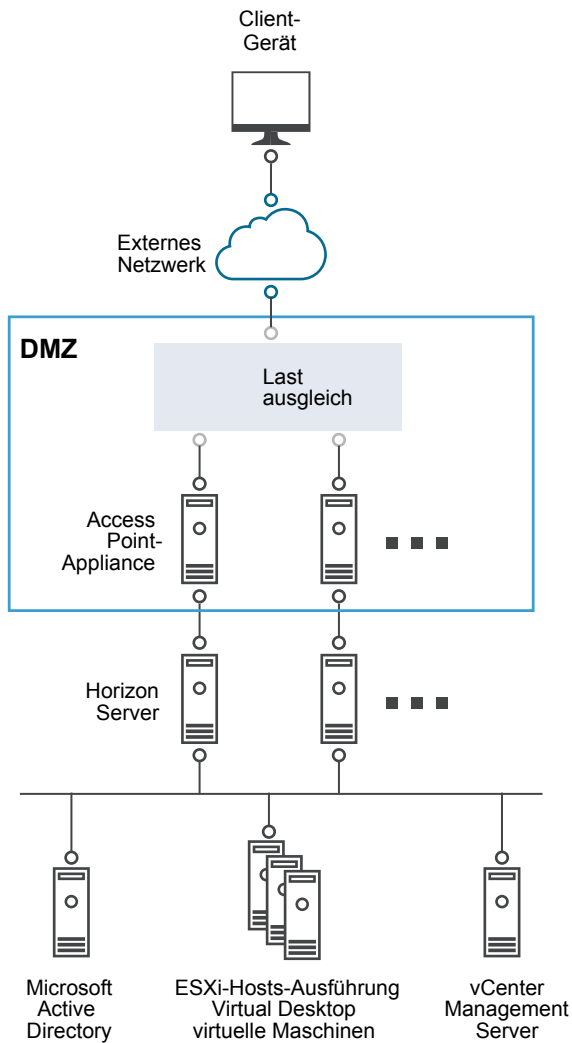 Client-
Gerät
Externes
Netzwerk
DMZ
Last
ausgleich
Access
Point-
Appliance
Horizon
Server
Microsoft
Active
Directory
ESXi-Hosts-Ausführung
Virtual Desktop
virtuelle Maschinen
vCenter
Management
Server